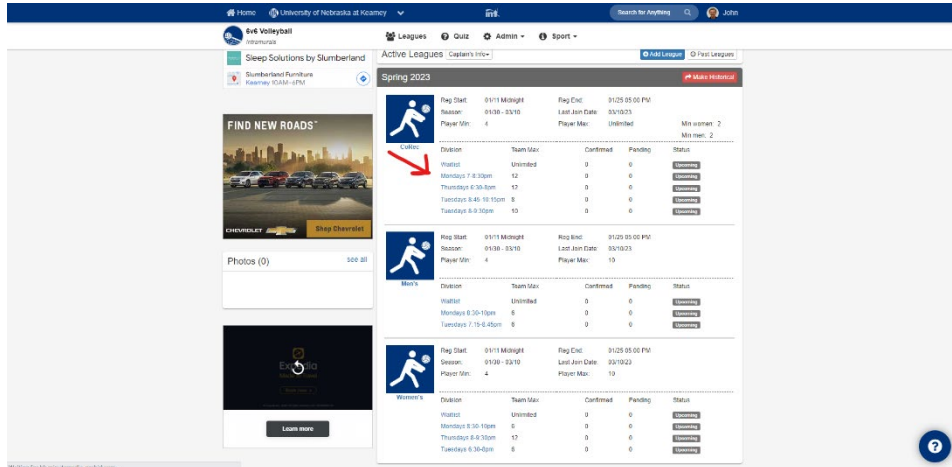 Home University of Nebraska at Kearney Search for Anything John
6v6 Volleyball
Intramurals
Leagues Quiz Admin Sport
Sleep Solutions by Slumberland
Slumberland Furniture
Kearney 10AM–6PM
FIND NEW ROADS™
CHEVROLET Shop Chevrolet
Photos (0) see all
Learn more
Active Leagues Captain's Info Add League Past Leagues
Spring 2023 Make Historical
CoRec
Reg Start: 01/11 Midnight Reg End: 01/25 05:00 PM
Season: 01/30 - 03/10 Last Join Date: 03/10/23
Player Min: 4 Player Max: Unlimited Min women: 2
Min men: 2
Division Team Max Confirmed Pending Status
Waitlist Unlimited 0 0 Upcoming
Mondays 7-8:30pm 12 0 0 Upcoming
Thursdays 6:30-8pm 12 0 0 Upcoming
Tuesdays 8:45-10:15pm 6 0 0 Upcoming
Tuesdays 8-9:30pm 10 0 0 Upcoming
Men's
Reg Start: 01/11 Midnight Reg End: 01/25 05:00 PM
Season: 01/30 - 03/10 Last Join Date: 03/10/23
Player Min: 4 Player Max: 10
Division Team Max Confirmed Pending Status
Waitlist Unlimited 0 0 Upcoming
Mondays 8:30-10pm 6 0 0 Upcoming
Tuesdays 7:15-8:45pm 6 0 0 Upcoming
Women's
Reg Start: 01/11 Midnight Reg End: 01/25 05:00 PM
Season: 01/30 - 03/10 Last Join Date: 03/10/23
Player Min: 4 Player Max: 10
Division Team Max Confirmed Pending Status
Waitlist Unlimited 0 0 Upcoming
Mondays 8:30-10pm 6 0 0 Upcoming
Thursdays 8-9:30pm 12 0 0 Upcoming
Tuesdays 6:30-8pm 6 0 0 Upcoming